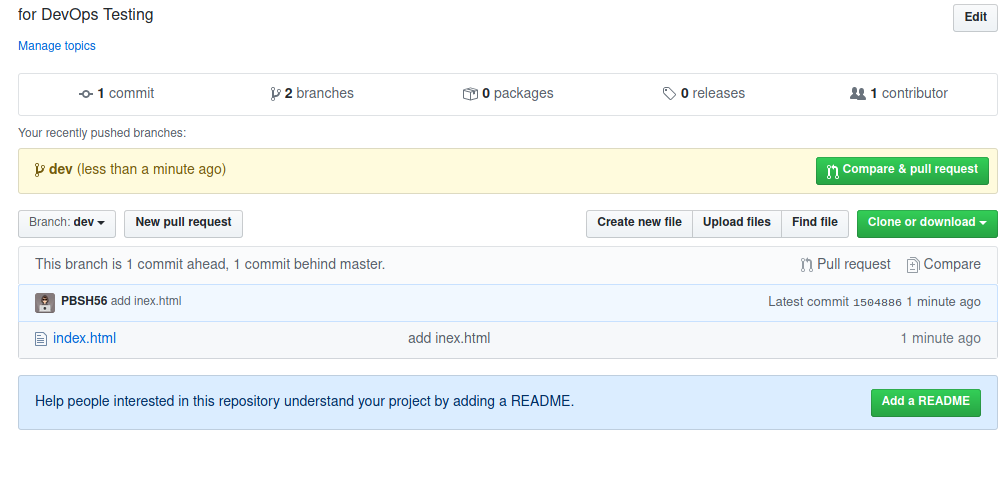 for DevOps Testing
Edit
Manage topics
1 commit
2 branches
0 packages
0 releases
1 contributor
Your recently pushed branches:
dev (less than a minute ago)
Compare & pull request
Branch: dev
New pull request
Create new file
Upload files
Find file
Clone or download
This branch is 1 commit ahead, 1 commit behind master.
Pull request
Compare
PBSH56 add inex.html
Latest commit 1504886 1 minute ago
index.html
add inex.html
1 minute ago
Help people interested in this repository understand your project by adding a README.
Add a README